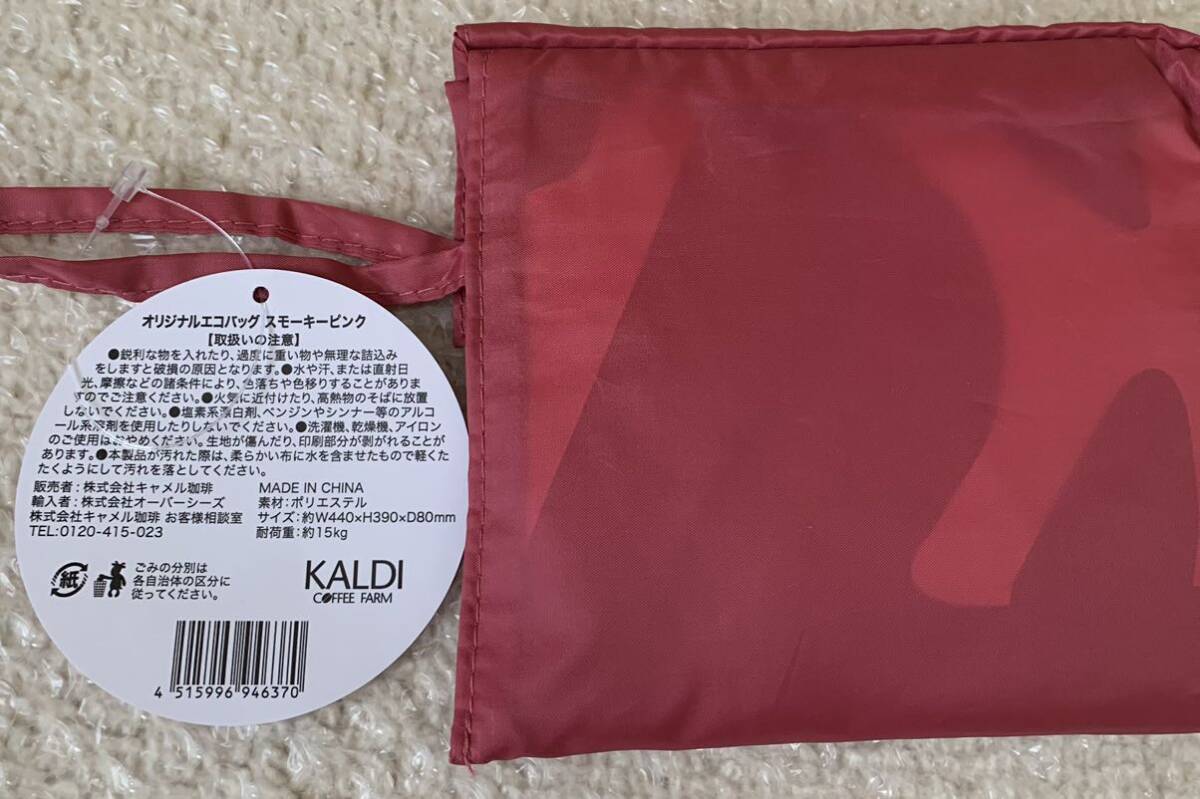 オリジナルエコバッグ スモーキーピンク
【取扱いの注意】
●鋭利な物を入れたり、過度に重い物や無理な詰込み
をしますと破損の原因となります。●水や汗、または直射日
光、摩擦などの諸条件により、色落ちや色移りすることがありま
すのでご注意ください。●火気に近付けたり、高熱物のそばに放置
しないでください。●塩素系漂白剤、ベンジンやシンナー等のアルコ
ール系溶剤を使用したりしないでください。●洗濯機、乾燥機、アイロン
のご使用はおやめください。生地が傷んだり、印刷部分が剥がれることが
あります。●本製品が汚れた際は、柔らかい布に水を含ませたもので軽くた
たくようにして汚れを落としてください。
販売者：株式会社キャメル珈琲 MADE IN CHINA
輸入者：株式会社オーバーシーズ 素材：ポリエステル
株式会社キャメル珈琲 お客様相談室 サイズ：約W440×H390×D80mm
TEL:0120-415-023 耐荷重：約15kg
紙
ごみの分別は
各自治体の区分に
従ってください。
KALDI
COFFEE FARM
4 515996 946370